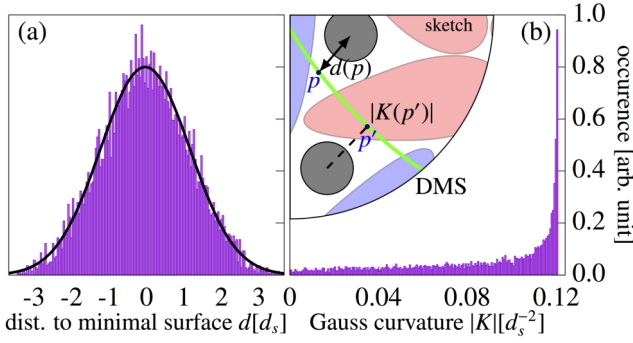 (a)
-3 -2 -1 0 1 2 3
dist. to minimal surface d[dₛ]
sketch
d(p)
p
|K(p′)|
p′
DMS
(b)
0 0.04 0.08 0.12
Gauss curvature |K|[dₛ⁻²]
1.0
0.8
0.6
0.4
0.2
0.0
occurence [arb. unit]